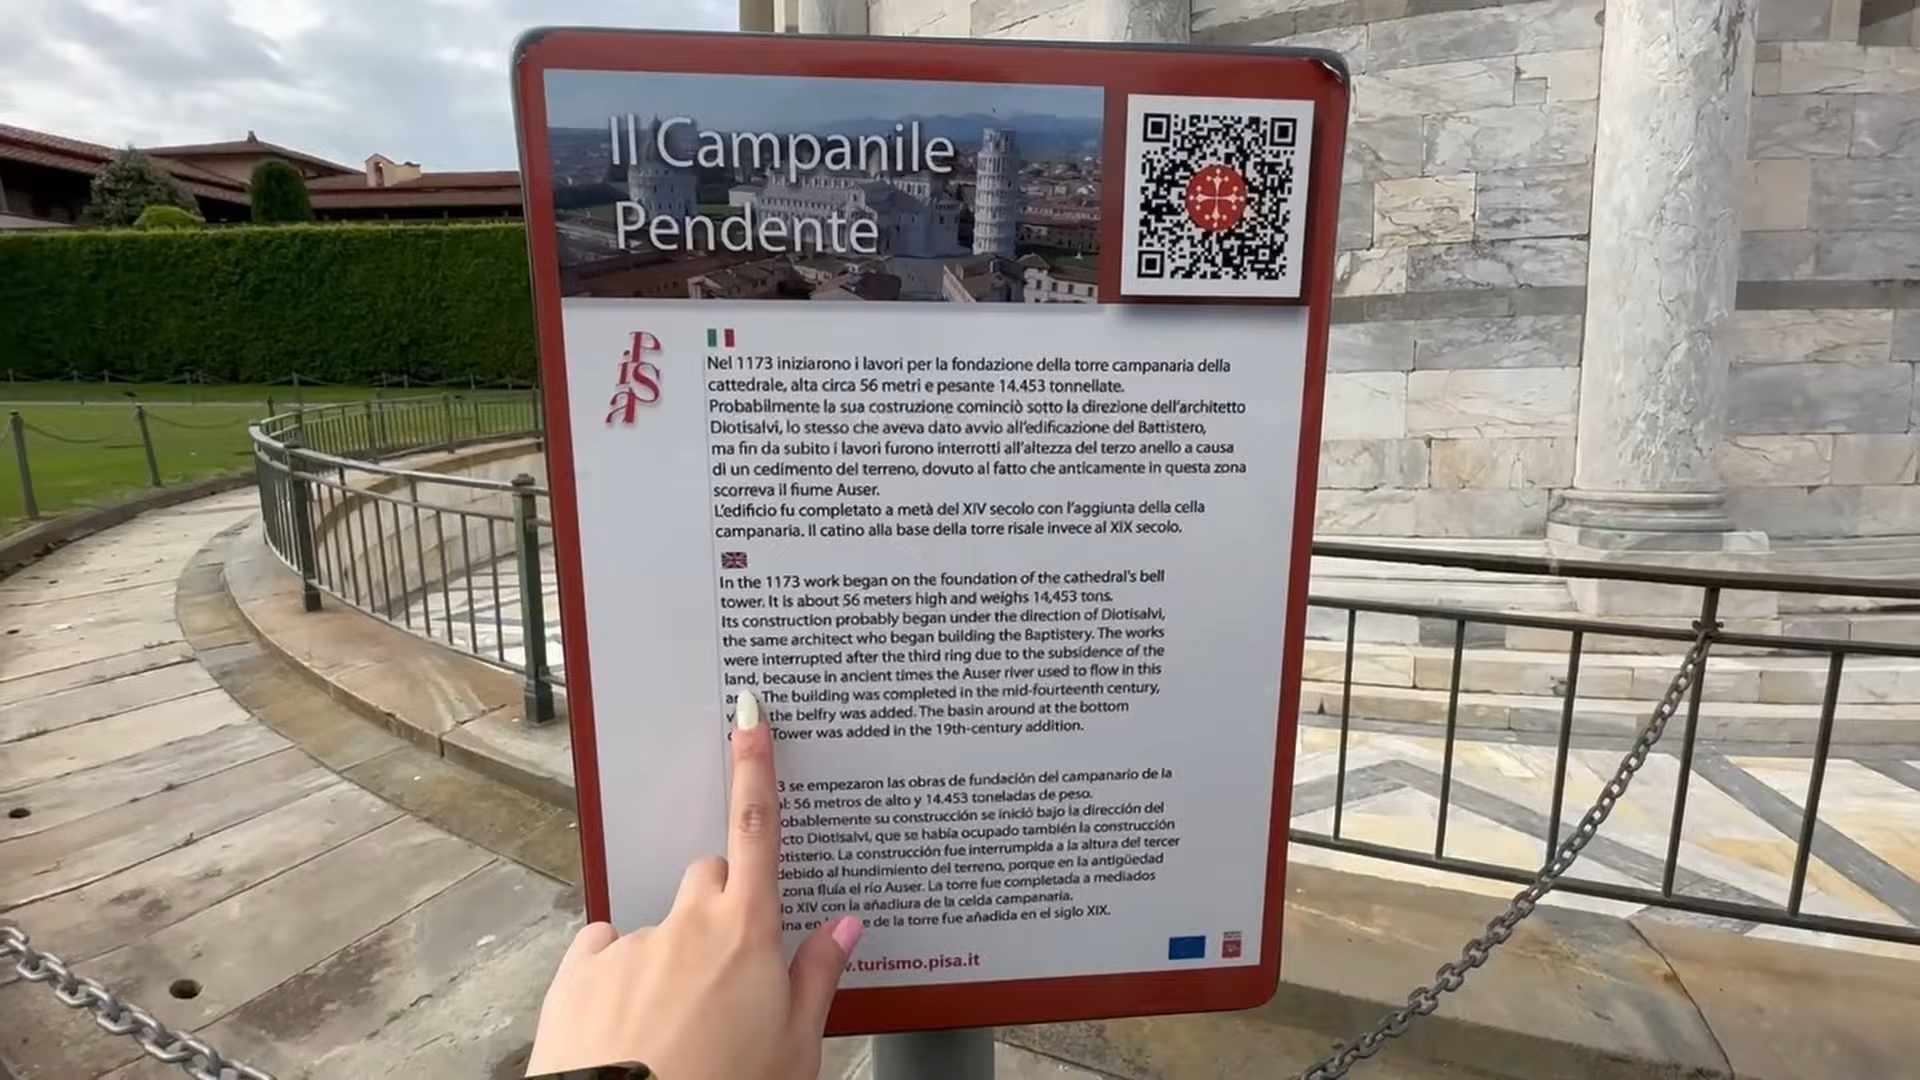 Il Campanile
Pendente
PiSA
Nel 1173 iniziarono i lavori per la fondazione della torre campanaria della
cattedrale, alta circa 56 metri e pesante 14.453 tonnellate.
Probabilmente la sua costruzione cominciò sotto la direzione dell'architetto
Diotisalvi, lo stesso che aveva dato avvio all'edificazione del Battistero,
ma fin da subito i lavori furono interrotti all'altezza del terzo anello a causa
di un cedimento del terreno, dovuto al fatto che anticamente in questa zona
scorreva il fiume Auser.
L'edificio fu completato a metà del XIV secolo con l'aggiunta della cella
campanaria. Il catino alla base della torre risale invece al XIX secolo.
In the 1173 work began on the foundation of the cathedral's bell
tower. It is about 56 meters high and weighs 14,453 tons.
Its construction probably began under the direction of Diotisalvi,
the same architect who began building the Baptistery. The works
were interrupted after the third ring due to the subsidence of the
land, because in ancient times the Auser river used to flow in this
The building was completed in the mid-fourteenth century,
the belfry was added. The basin around at the bottom
Tower was added in the 19th-century addition.
3 se empezaron las obras de fundación del campanario de la
al: 56 metros de alto y 14.453 toneladas de peso.
obablemente su construcción se inició bajo la dirección del
cto Diotisalvi, que se había ocupado también la construcción
otisterio. La construcción fue interrumpida a la altura del tercer
debido al hundimiento del terreno, porque en la antigüedad
zona fluía el río Auser. La torre fue completada a mediados
lo XIV con la añadiura de la celda campanaria.
ina en e de la torre fue añadida en el siglo XIX.
w.turismo.pisa.it